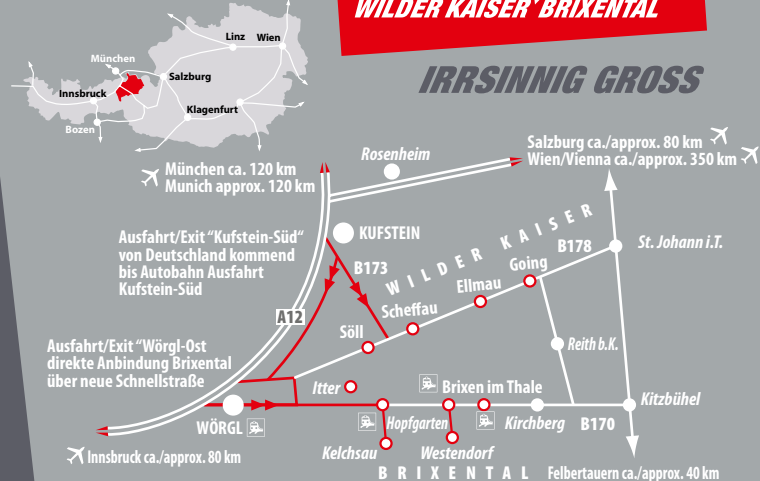 WILDER KAISER' BRIXENTAL
IRRSINNIG GROSS
Linz
Wien
München
Salzburg
Innsbruck
Klagenfurt
Bozen
Salzburg ca./approx. 80 km
Wien/Vienna ca./approx. 350 km
Rosenheim
München ca. 120 km
Munich approx. 120 km
Ausfahrt/Exit “Kufstein-Süd“
von Deutschland kommend
bis Autobahn Ausfahrt
Kufstein-Süd
KUFSTEIN
WILDER KAISER
B178
St. Johann i.T.
B173
Going
Ellmau
Scheffau
A12
Söll
Reith b.K.
Ausfahrt/Exit “Wörgl-Ost
direkte Anbindung Brixental
über neue Schnellstraße
Itter
Brixen im Thale
Kitzbühel
WÖRGL
Hopfgarten
Kirchberg
B170
Kelchsau
Westendorf
Innsbruck ca./approx. 80 km
BRIXENTAL
Felbertauern ca./approx. 40 km